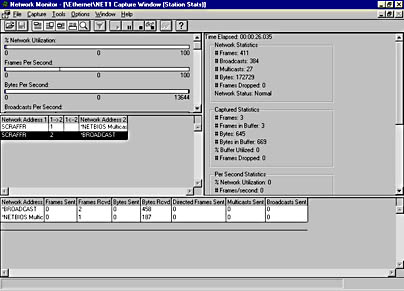 Network Monitor - [\Ethernet\NET1 Capture Window (Station Stats)]
File Capture Tools Options Window Help
% Network Utilization:
0 0 100
Frames Per Second:
0 1 100
Bytes Per Second:
0 0 13644
Broadcasts Per Second:
Time Elapsed: 00:00:26.035
Network Statistics
# Frames: 411
# Broadcasts: 384
# Multicasts: 27
# Bytes: 172729
# Frames Dropped: 0
Network Status: Normal
Captured Statistics
# Frames: 3
# Frames in Buffer: 3
# Bytes: 645
# Bytes in Buffer: 669
% Buffer Utilized: 0
# Frames Dropped: 0
Per Second Statistics
% Network Utilization: 0
# Frames/second: 0
Network Address 1 1->2 1<-2 Network Address 2
SCRAFFR 1 *NETBIOS Multicas
SCRAFFR 2 *BROADCAST
Network Address Frames Sent Frames Rcvd Bytes Sent Bytes Rcvd Directed Frames Sent Multicasts Sent Broadcasts Sent
*BROADCAST 0 2 0 458 0 0 0
*NETBIOS Multic 0 1 0 187 0 0 0